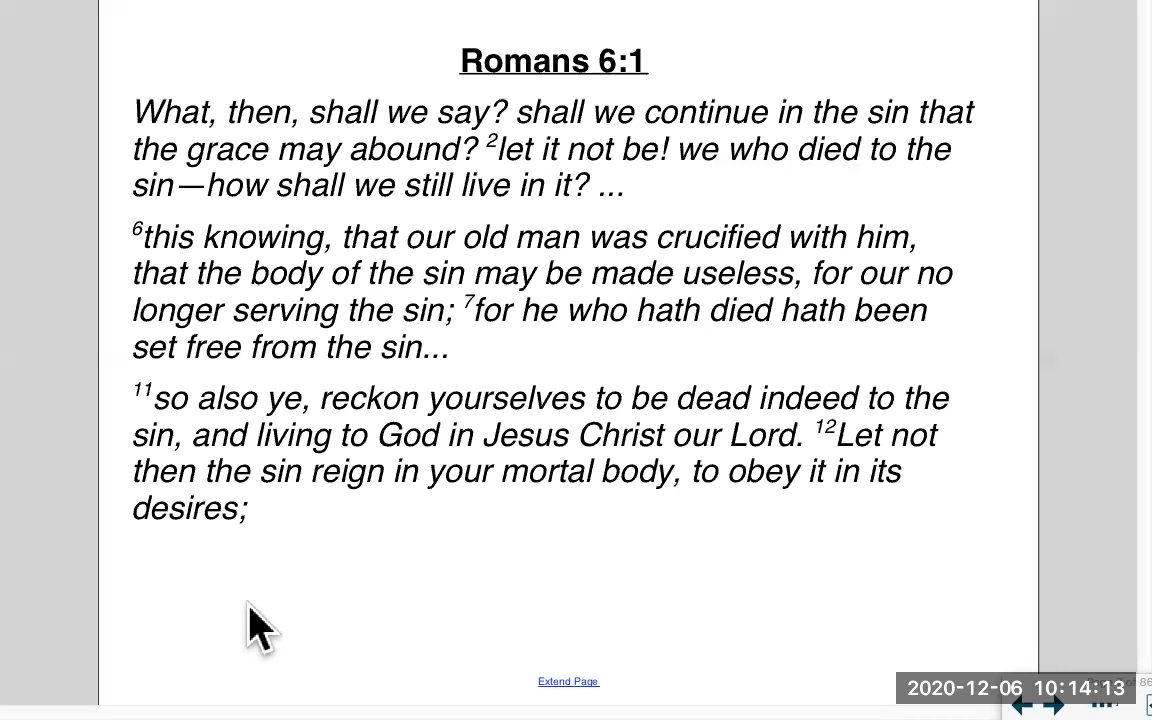 Romans 6:1
What, then, shall we say? shall we continue in the sin that
the grace may abound? 2let it not be! we who died to the
sin—how shall we still live in it? ...
6this knowing, that our old man was crucified with him,
that the body of the sin may be made useless, for our no
longer serving the sin; 7for he who hath died hath been
set free from the sin...
11so also ye, reckon yourselves to be dead indeed to the
sin, and living to God in Jesus Christ our Lord. 12Let not
then the sin reign in your mortal body, to obey it in its
desires;
Extend Page
2020-12-06 10:14:13
86